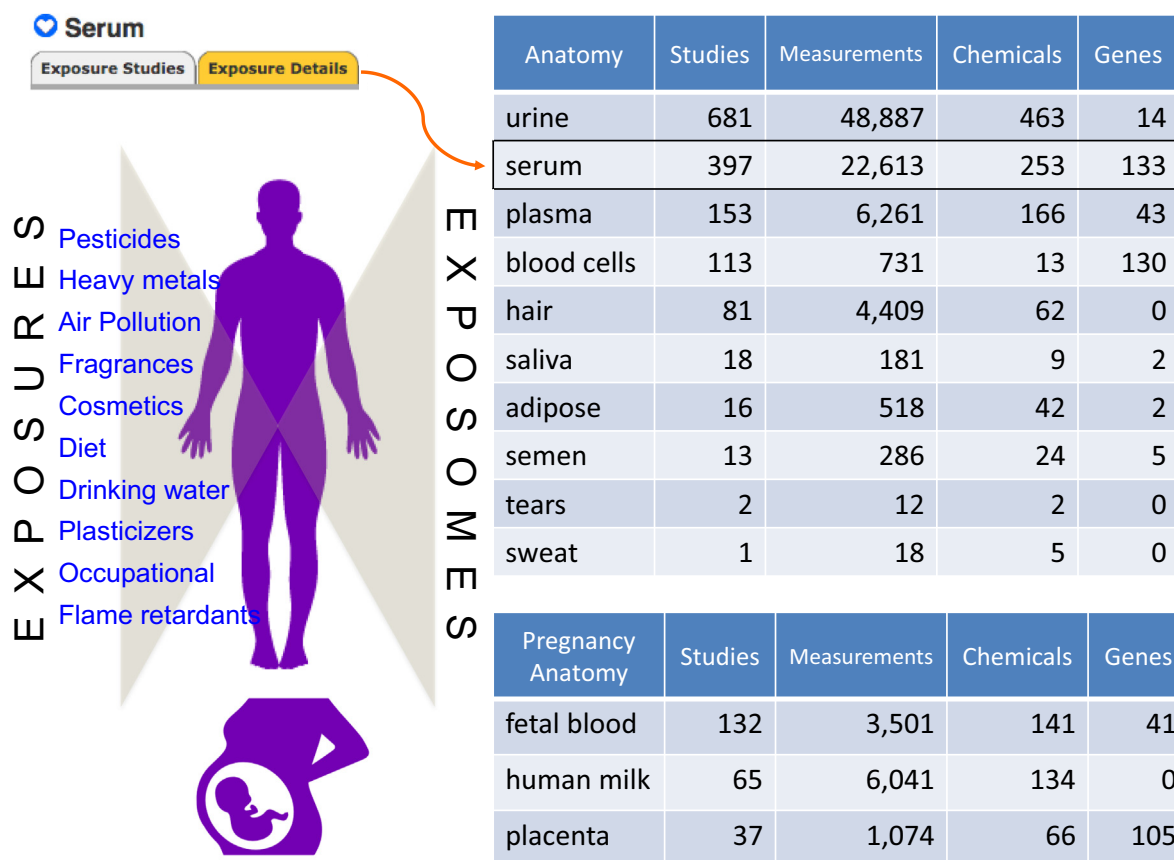 Serum
Exposure Studies Exposure Details
EXPOSURES
Pesticides
Heavy metals
Air Pollution
Fragrances
Cosmetics
Diet
Drinking water
Plasticizers
Occupational
Flame retardants
EXPOSOMES
Anatomy Studies Measurements Chemicals Genes
urine 681 48,887 463 14
serum 397 22,613 253 133
plasma 153 6,261 166 43
blood cells 113 731 13 130
hair 81 4,409 62 0
saliva 18 181 9 2
adipose 16 518 42 2
semen 13 286 24 5
tears 2 12 2 0
sweat 1 18 5 0
Pregnancy
Anatomy Studies Measurements Chemicals Genes
fetal blood 132 3,501 141 41
human milk 65 6,041 134 0
placenta 37 1,074 66 105